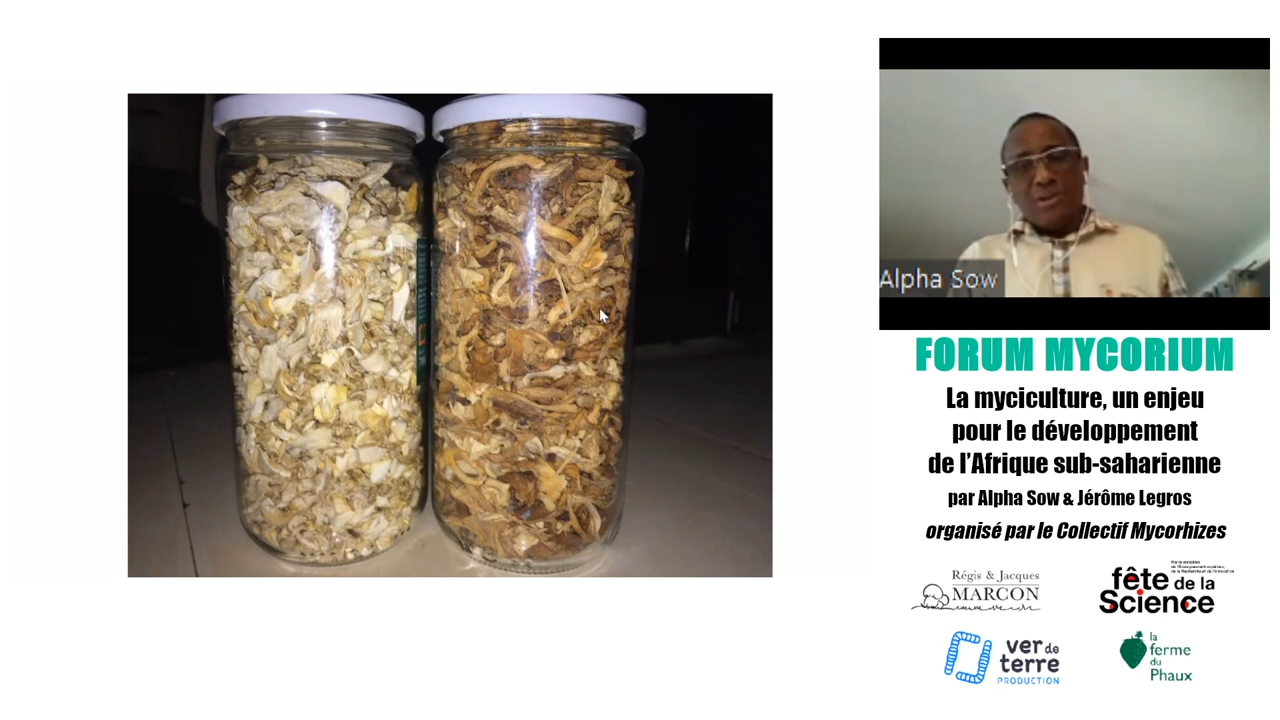 Alpha Sow
FORUM MYCORIUM
La myciculture, un enjeu
pour le développement
de l'Afrique sub-saharienne
par Alpha Sow & Jérôme Legros
organisé par le Collectif Mycorhizes
Régis & Jacques
MARCON
fête de la
Science
ver de
terre
PRODUCTION
la
ferme
du
Phaux